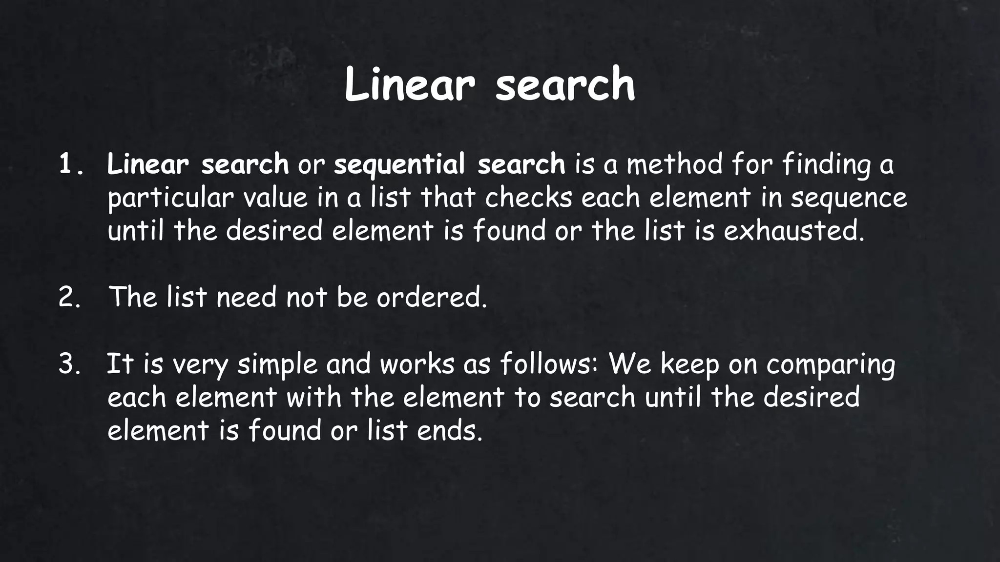 Linear search
1. Linear search or sequential search is a method for finding a
particular value in a list that checks each element in sequence
until the desired element is found or the list is exhausted.
2. The list need not be ordered.
3. It is very simple and works as follows: We keep on comparing
each element with the element to search until the desired
element is found or list ends.